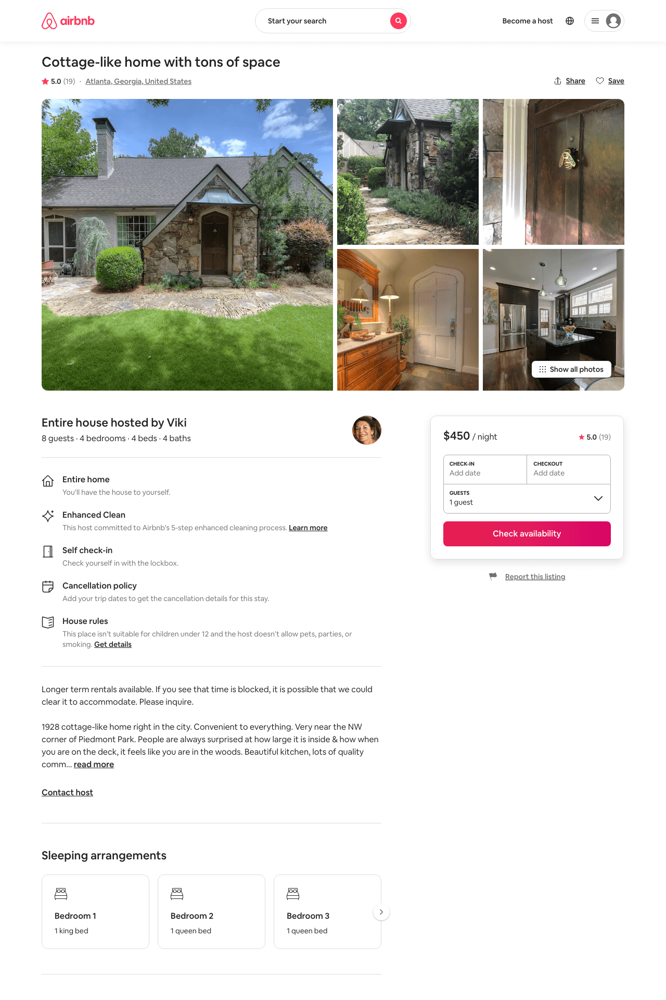 airbnb
Start your search
Become a host
Cottage-like home with tons of space
5.0 (19) · Atlanta, Georgia, United States
Share
Save
Show all photos
Entire house hosted by Viki
8 guests · 4 bedrooms · 4 beds · 4 baths
Entire home
You’ll have the house to yourself.
Enhanced Clean
This host committed to Airbnb's 5-step enhanced cleaning process. Learn more
Self check-in
Check yourself in with the lockbox.
Cancellation policy
Add your trip dates to get the cancellation details for this stay.
House rules
This place isn’t suitable for children under 12 and the host doesn’t allow pets, parties, or
smoking. Get details
$450 / night
5.0 (19)
CHECK-IN
Add date
CHECKOUT
Add date
GUESTS
1 guest
Check availability
Report this listing
Longer term rentals available. If you see that time is blocked, it is possible that we could
clear it to accommodate. Please inquire.
1928 cottage-like home right in the city. Convenient to everything. Very near the NW
corner of Piedmont Park. People are always surprised at how large it is inside & how when
you are on the deck, it feels like you are in the woods. Beautiful kitchen, lots of quality
comm... read more
Contact host
Sleeping arrangements
Bedroom 1
1 king bed
Bedroom 2
1 queen bed
Bedroom 3
1 queen bed